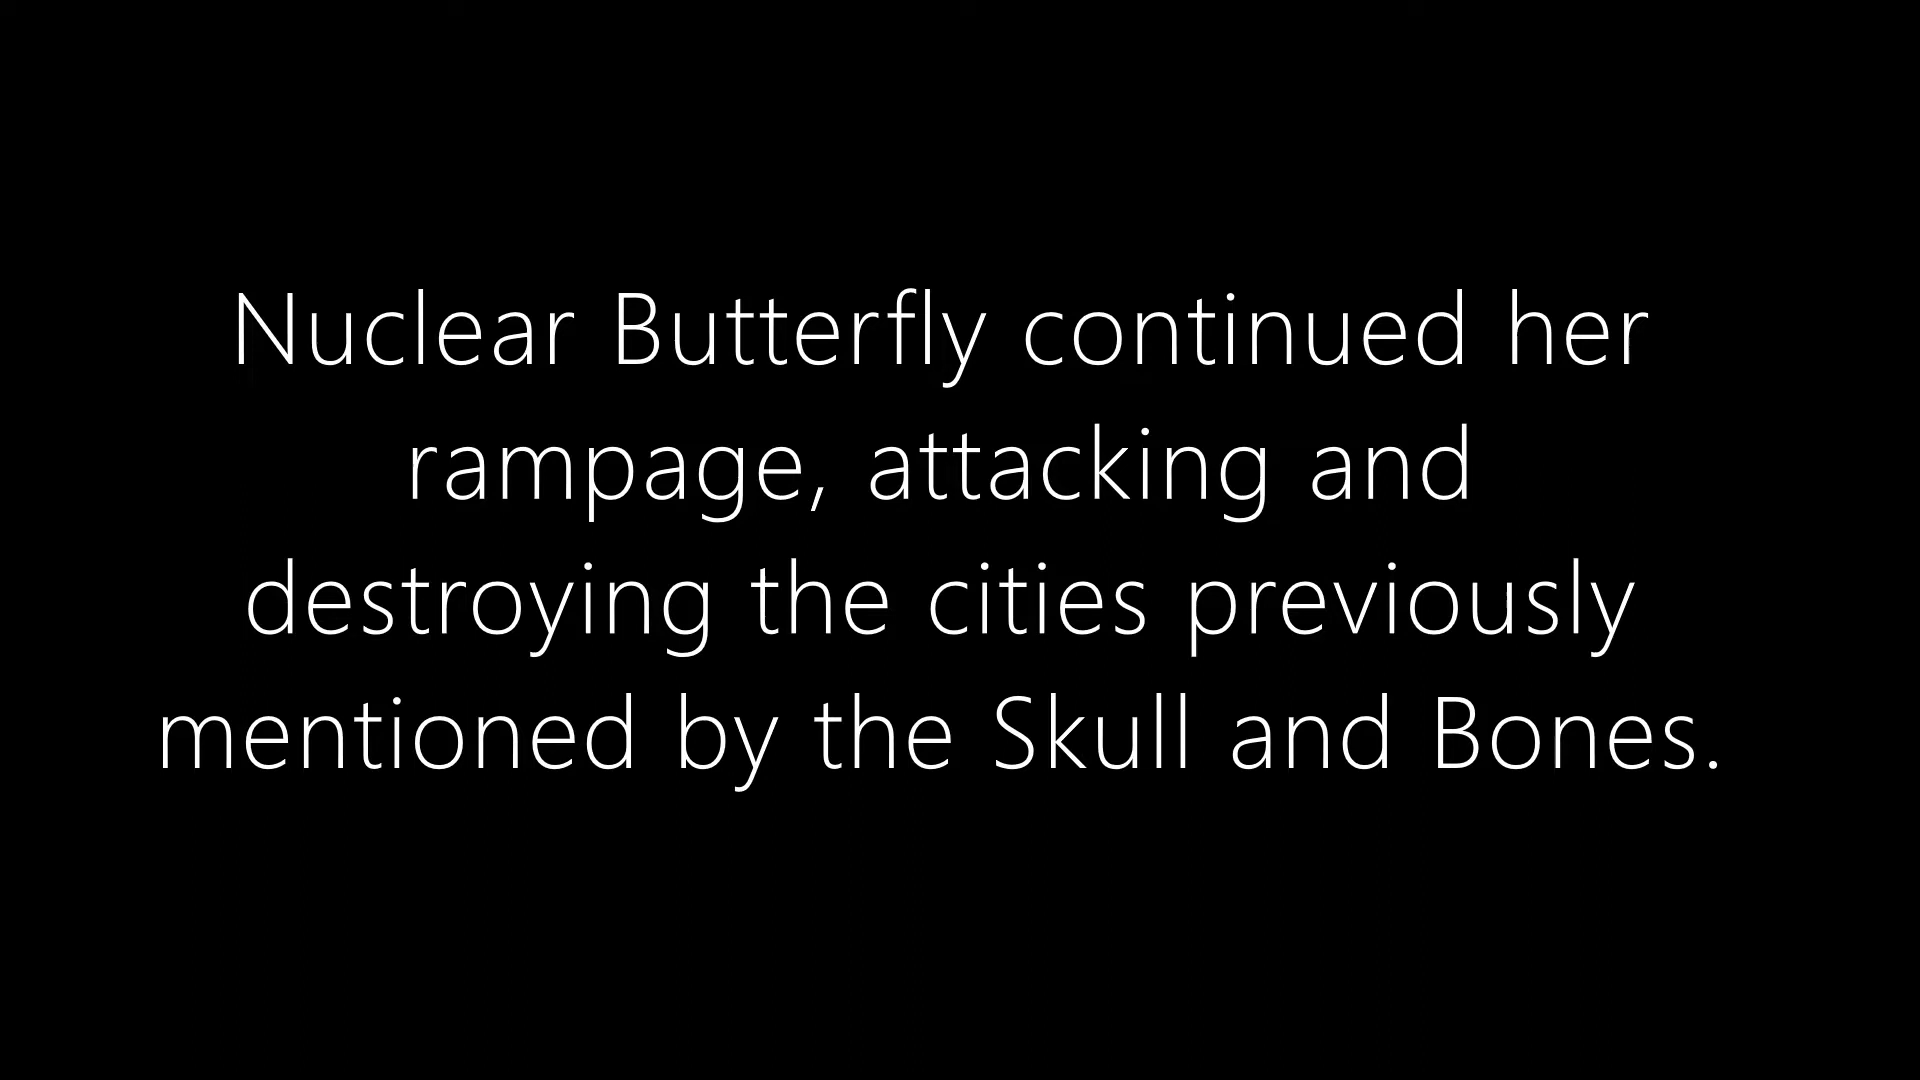 Nuclear Butterfly continued her
rampage, attacking and
destroying the cities previously
mentioned by the Skull and Bones.